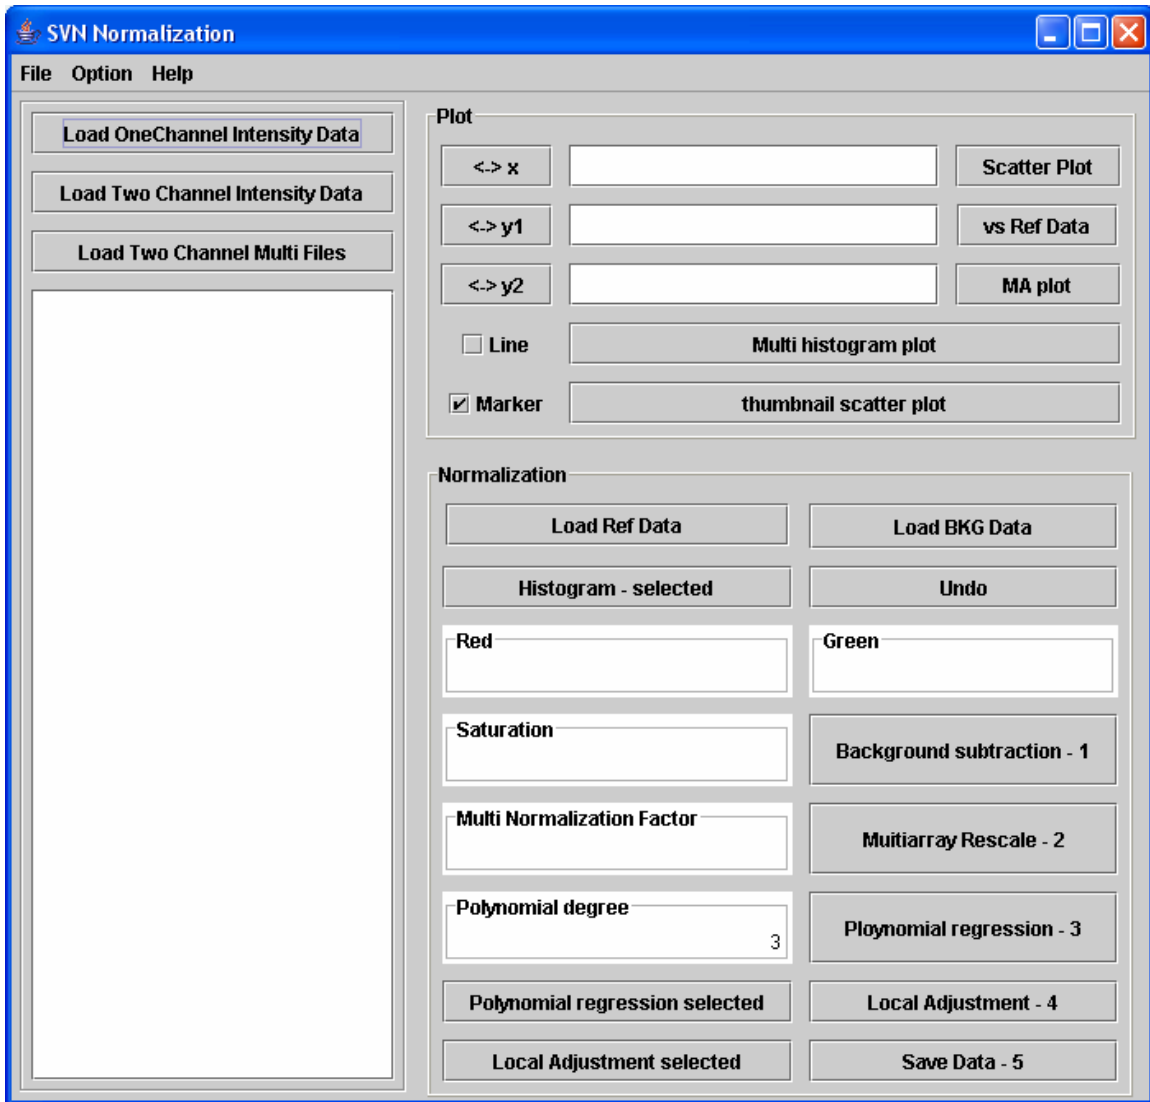 SVN Normalization
File Option Help
Load OneChannel Intensity Data
Load Two Channel Intensity Data
Load Two Channel Multi Files
Plot
<-> x
Scatter Plot
<-> y1
vs Ref Data
<-> y2
MA plot
Line
Multi histogram plot
Marker
thumbnail scatter plot
Normalization
Load Ref Data
Load BKG Data
Histogram - selected
Undo
Red
Green
Saturation
Background subtraction - 1
Multi Normalization Factor
Muitiarray Rescale - 2
Polynomial degree
3
Ploynomial regression - 3
Polynomial regression selected
Local Adjustment - 4
Local Adjustment selected
Save Data - 5